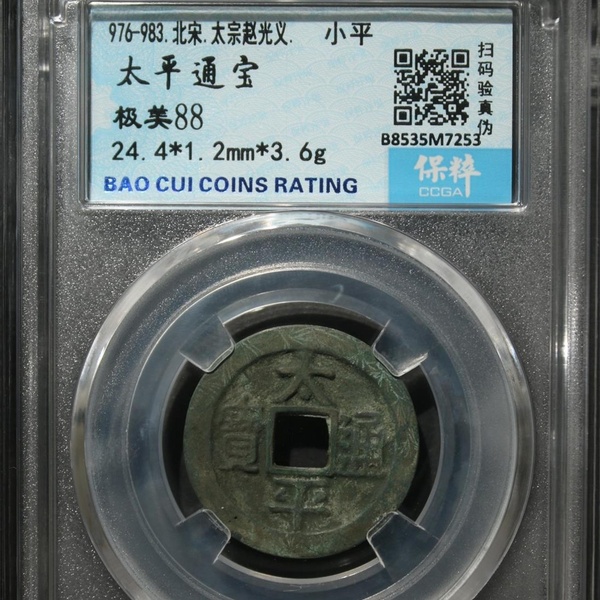 976-983.北宋.太宗赵光义. 小平
太平通宝
极美88
24.4*1.2mm*3.6g
BAO CUI COINS RATING
扫码验真伪
B8535M7253
保粹
CCGA
太
平
通
寶